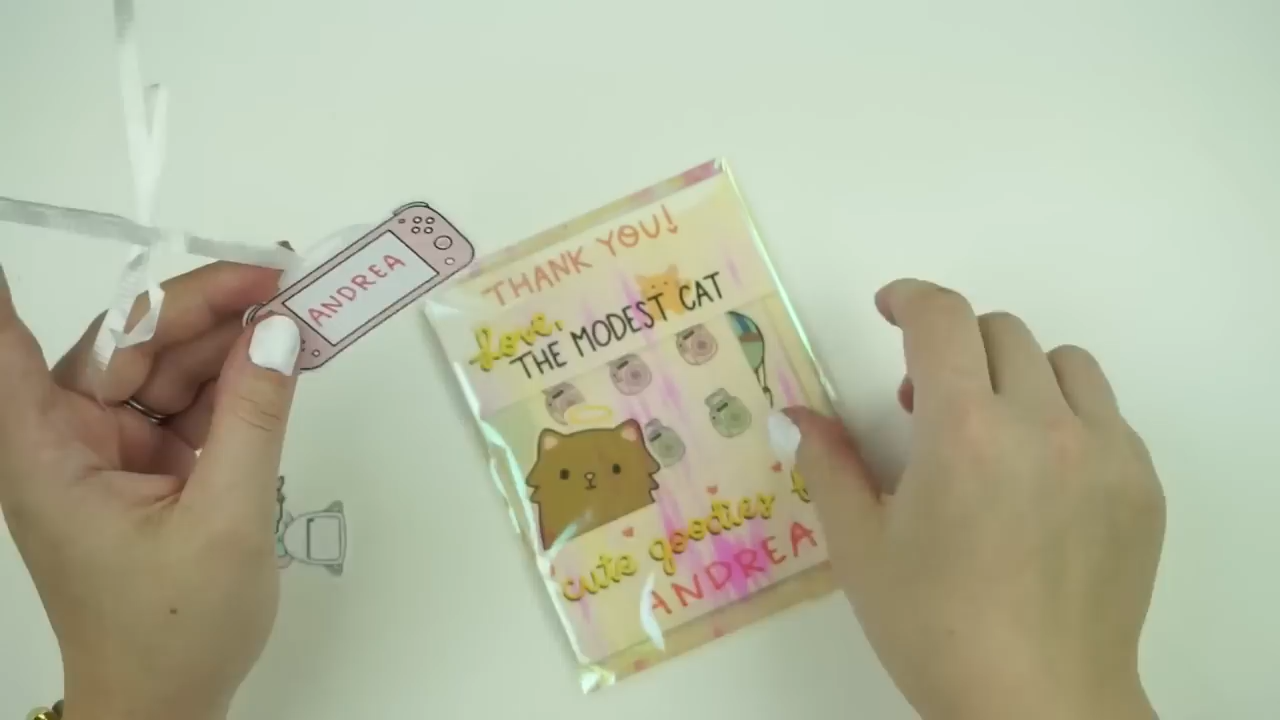 ANDREA
THANK YOU!
love,
THE MODEST CAT
cute goodies
ANDREA